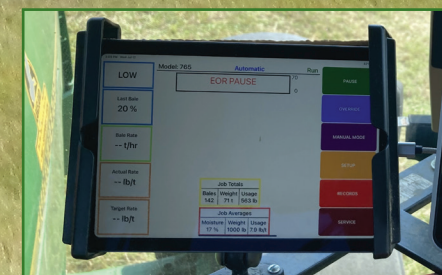 Model: 765
Automatic
Run
LOW
EOR PAUSE
70
0
PAUSE
Last Bale
20 %
MANUAL MODE
Bale Rate
-- t/hr
SETUP
Actual Rate
-- lb/t
Job Totals
Bales Weight Usage
142 71 t 563 lb
RECORDS
Target Rate
-- lb/t
Job Averages
Moisture Weight Usage
17 % 1000 lb 7.9 lb/t
SERVICE